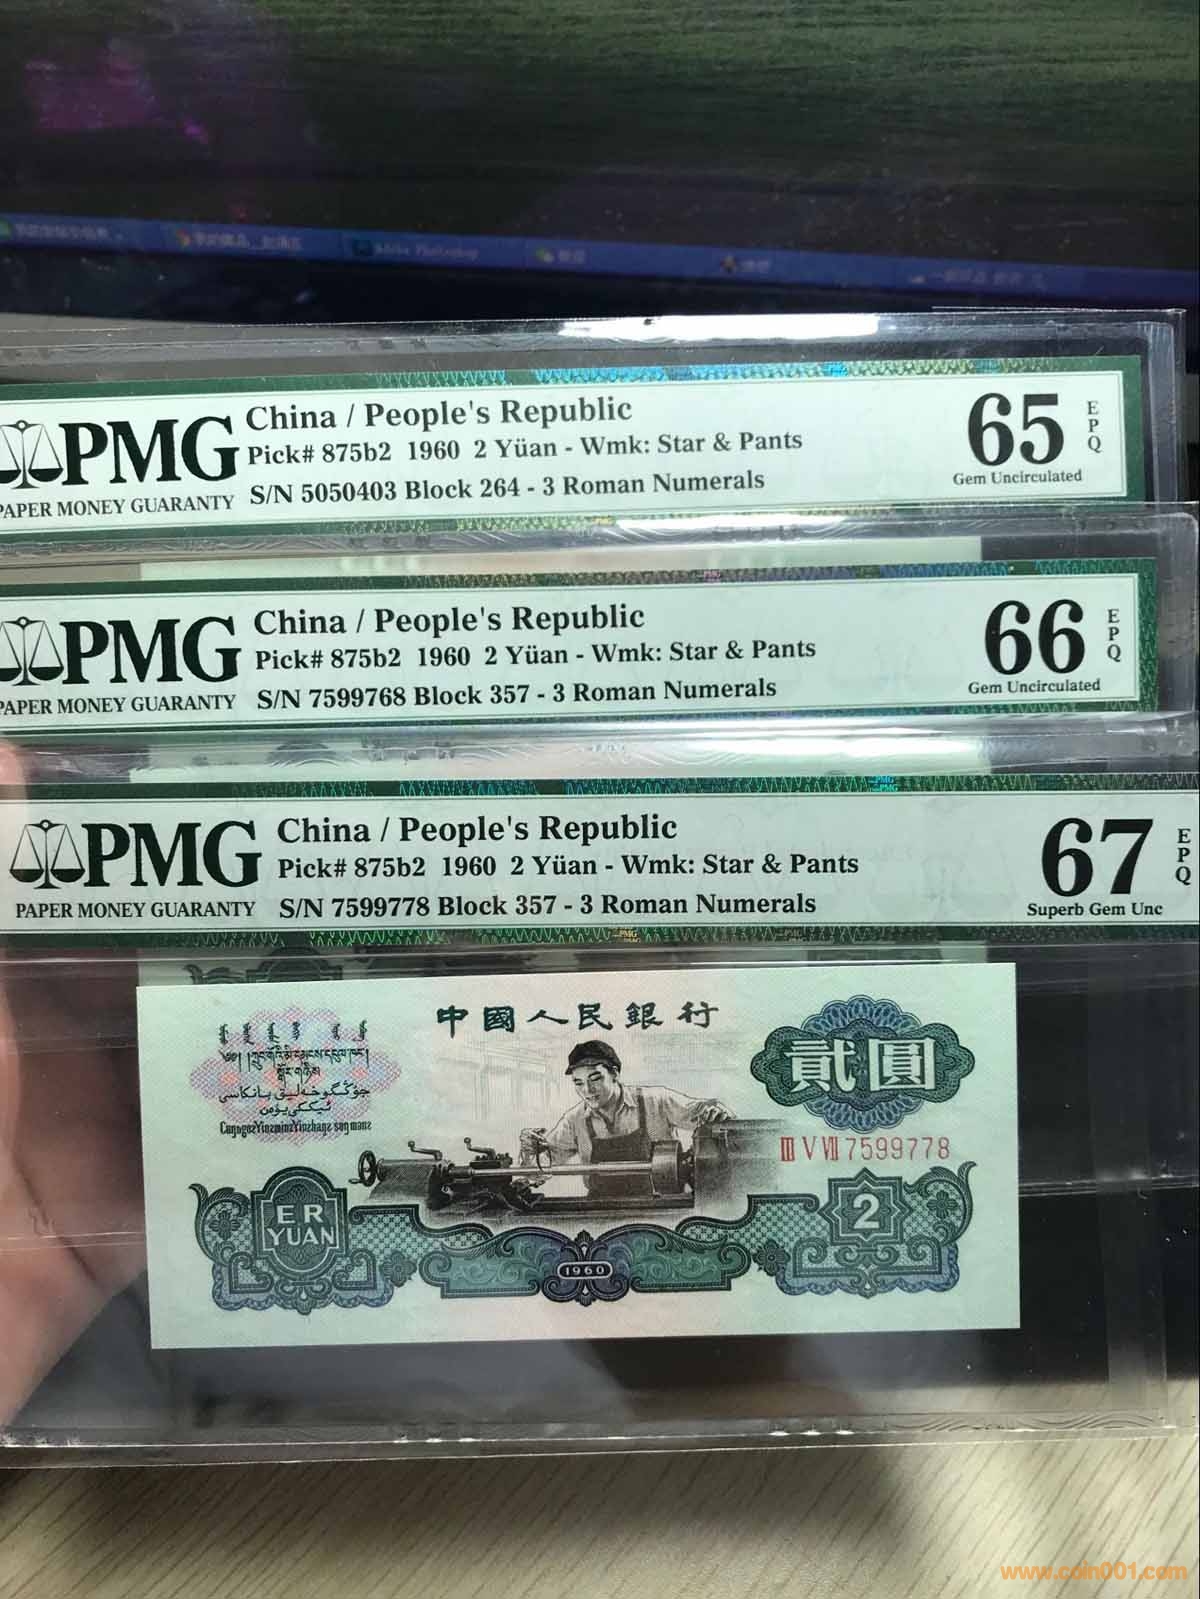 Adobe Photoshop
PMG
PAPER MONEY GUARANTY
China / People's Republic
Pick# 875b2 1960 2 Yüan - Wmk: Star & Pants
S/N 5050403 Block 264 - 3 Roman Numerals
65
EPQ
Gem Uncirculated
PMG
PAPER MONEY GUARANTY
China / People's Republic
Pick# 875b2 1960 2 Yüan - Wmk: Star & Pants
S/N 7599768 Block 357 - 3 Roman Numerals
66
EPQ
Gem Uncirculated
PMG
PAPER MONEY GUARANTY
China / People's Republic
Pick# 875b2 1960 2 Yüan - Wmk: Star & Pants
S/N 7599778 Block 357 - 3 Roman Numerals
67
EPQ
Superb Gem Unc
中國人民銀行
貳圓
ⅢⅤⅦ7599778
ER
YUAN
2
1960
www.coin001.com